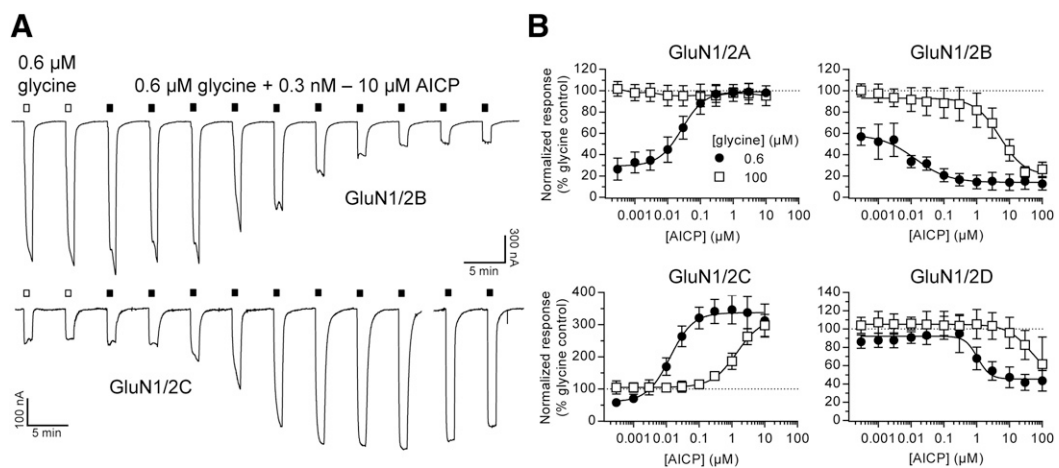 A
0.6 µM
glycine
0.6 µM glycine + 0.3 nM – 10 µM AICP
GluN1/2B
300 nA
5 min
GluN1/2C
100 nA
5 min
B
GluN1/2A
Normalized response
(% glycine control)
140
120
100
80
60
40
20
0
[glycine] (µM)
0.6
100
0.001 0.01 0.1 1 10 100
[AICP] (µM)
GluN1/2B
120
100
80
60
40
20
0
0.001 0.01 0.1 1 10 100
[AICP] (µM)
GluN1/2C
Normalized response
(% glycine control)
400
300
200
100
0
0.001 0.01 0.1 1 10 100
[AICP] (µM)
GluN1/2D
140
120
100
80
60
40
20
0
0.001 0.01 0.1 1 10 100
[AICP] (µM)